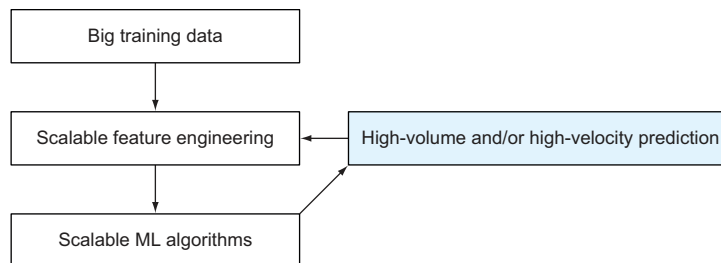 Big training data
Scalable feature engineering
High-volume and/or high-velocity prediction
Scalable ML algorithms